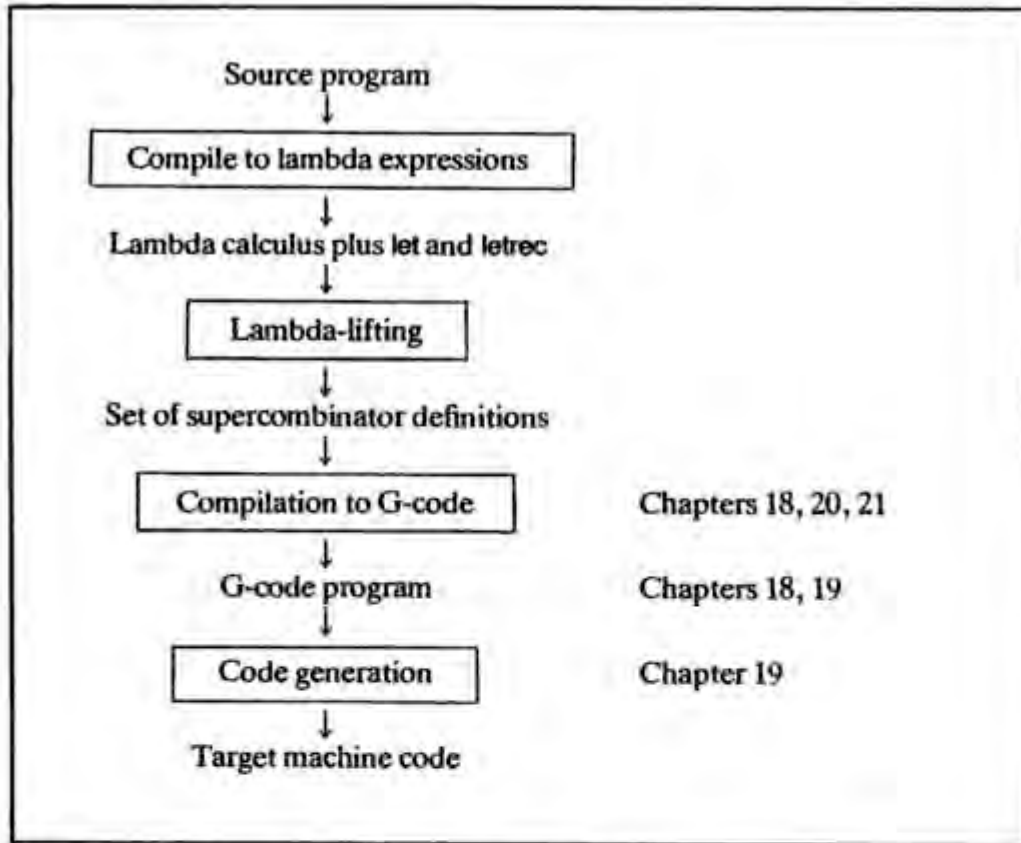 Source program
Compile to lambda expressions
Lambda calculus plus let and letrec
Lambda-lifting
Set of supercombinator definitions
Compilation to G-code Chapters 18, 20, 21
G-code program Chapters 18, 19
Code generation Chapter 19
Target machine code